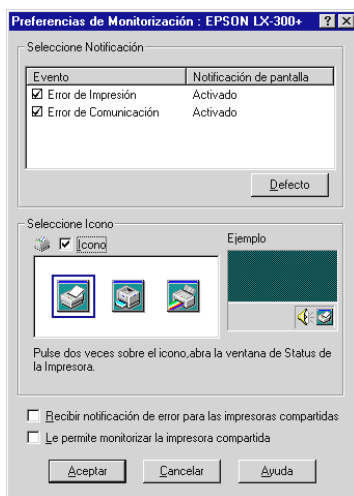 Preferencias de Monitorización : EPSON LX-300+
Seleccione Notificación
Evento Notificación de pantalla
Error de Impresión Activado
Error de Comunicación Activado
Defecto
Seleccione Icono
Icono
Ejemplo
Pulse dos veces sobre el icono,abra la ventana de Status de
la Impresora.
Recibir notificación de error para las impresoras compartidas
Le permite monitorizar la impresora compartida
Aceptar Cancelar Ayuda